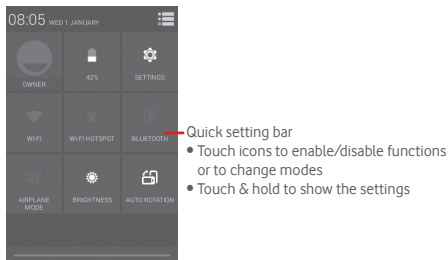 08:05 WED 1 JANUARY
OWNER
42%
SETTINGS
WI-FI
WI-FI HOTSPOT
BLUETOOTH
AIRPLANE
MODE
BRIGHTNESS
AUTO ROTATION
Quick setting bar
• Touch icons to enable/disable functions
or to change modes
• Touch & hold to show the settings